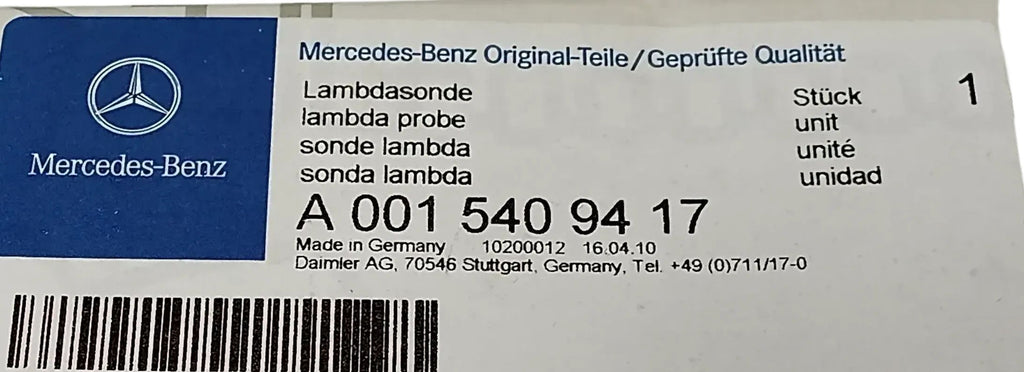 Mercedes-Benz
Mercedes-Benz Original-Teile/Geprüfte Qualität
Lambdasonde
lambda probe
sonde lambda
sonda lambda
Stück 1
unit
unité
unidad
A 001 540 94 17
Made in Germany 10200012 16.04.10
Daimler AG, 70546 Stuttgart, Germany, Tel. +49 (0)711/17-0